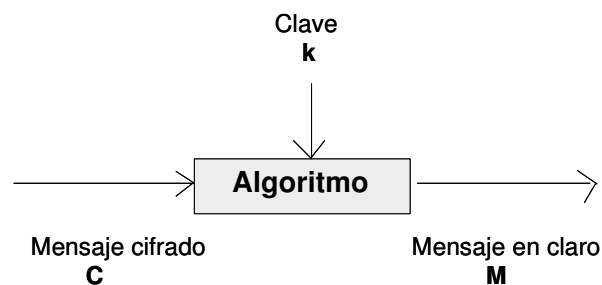 Clave
k
Algoritmo
Mensaje cifrado
C
Mensaje en claro
M